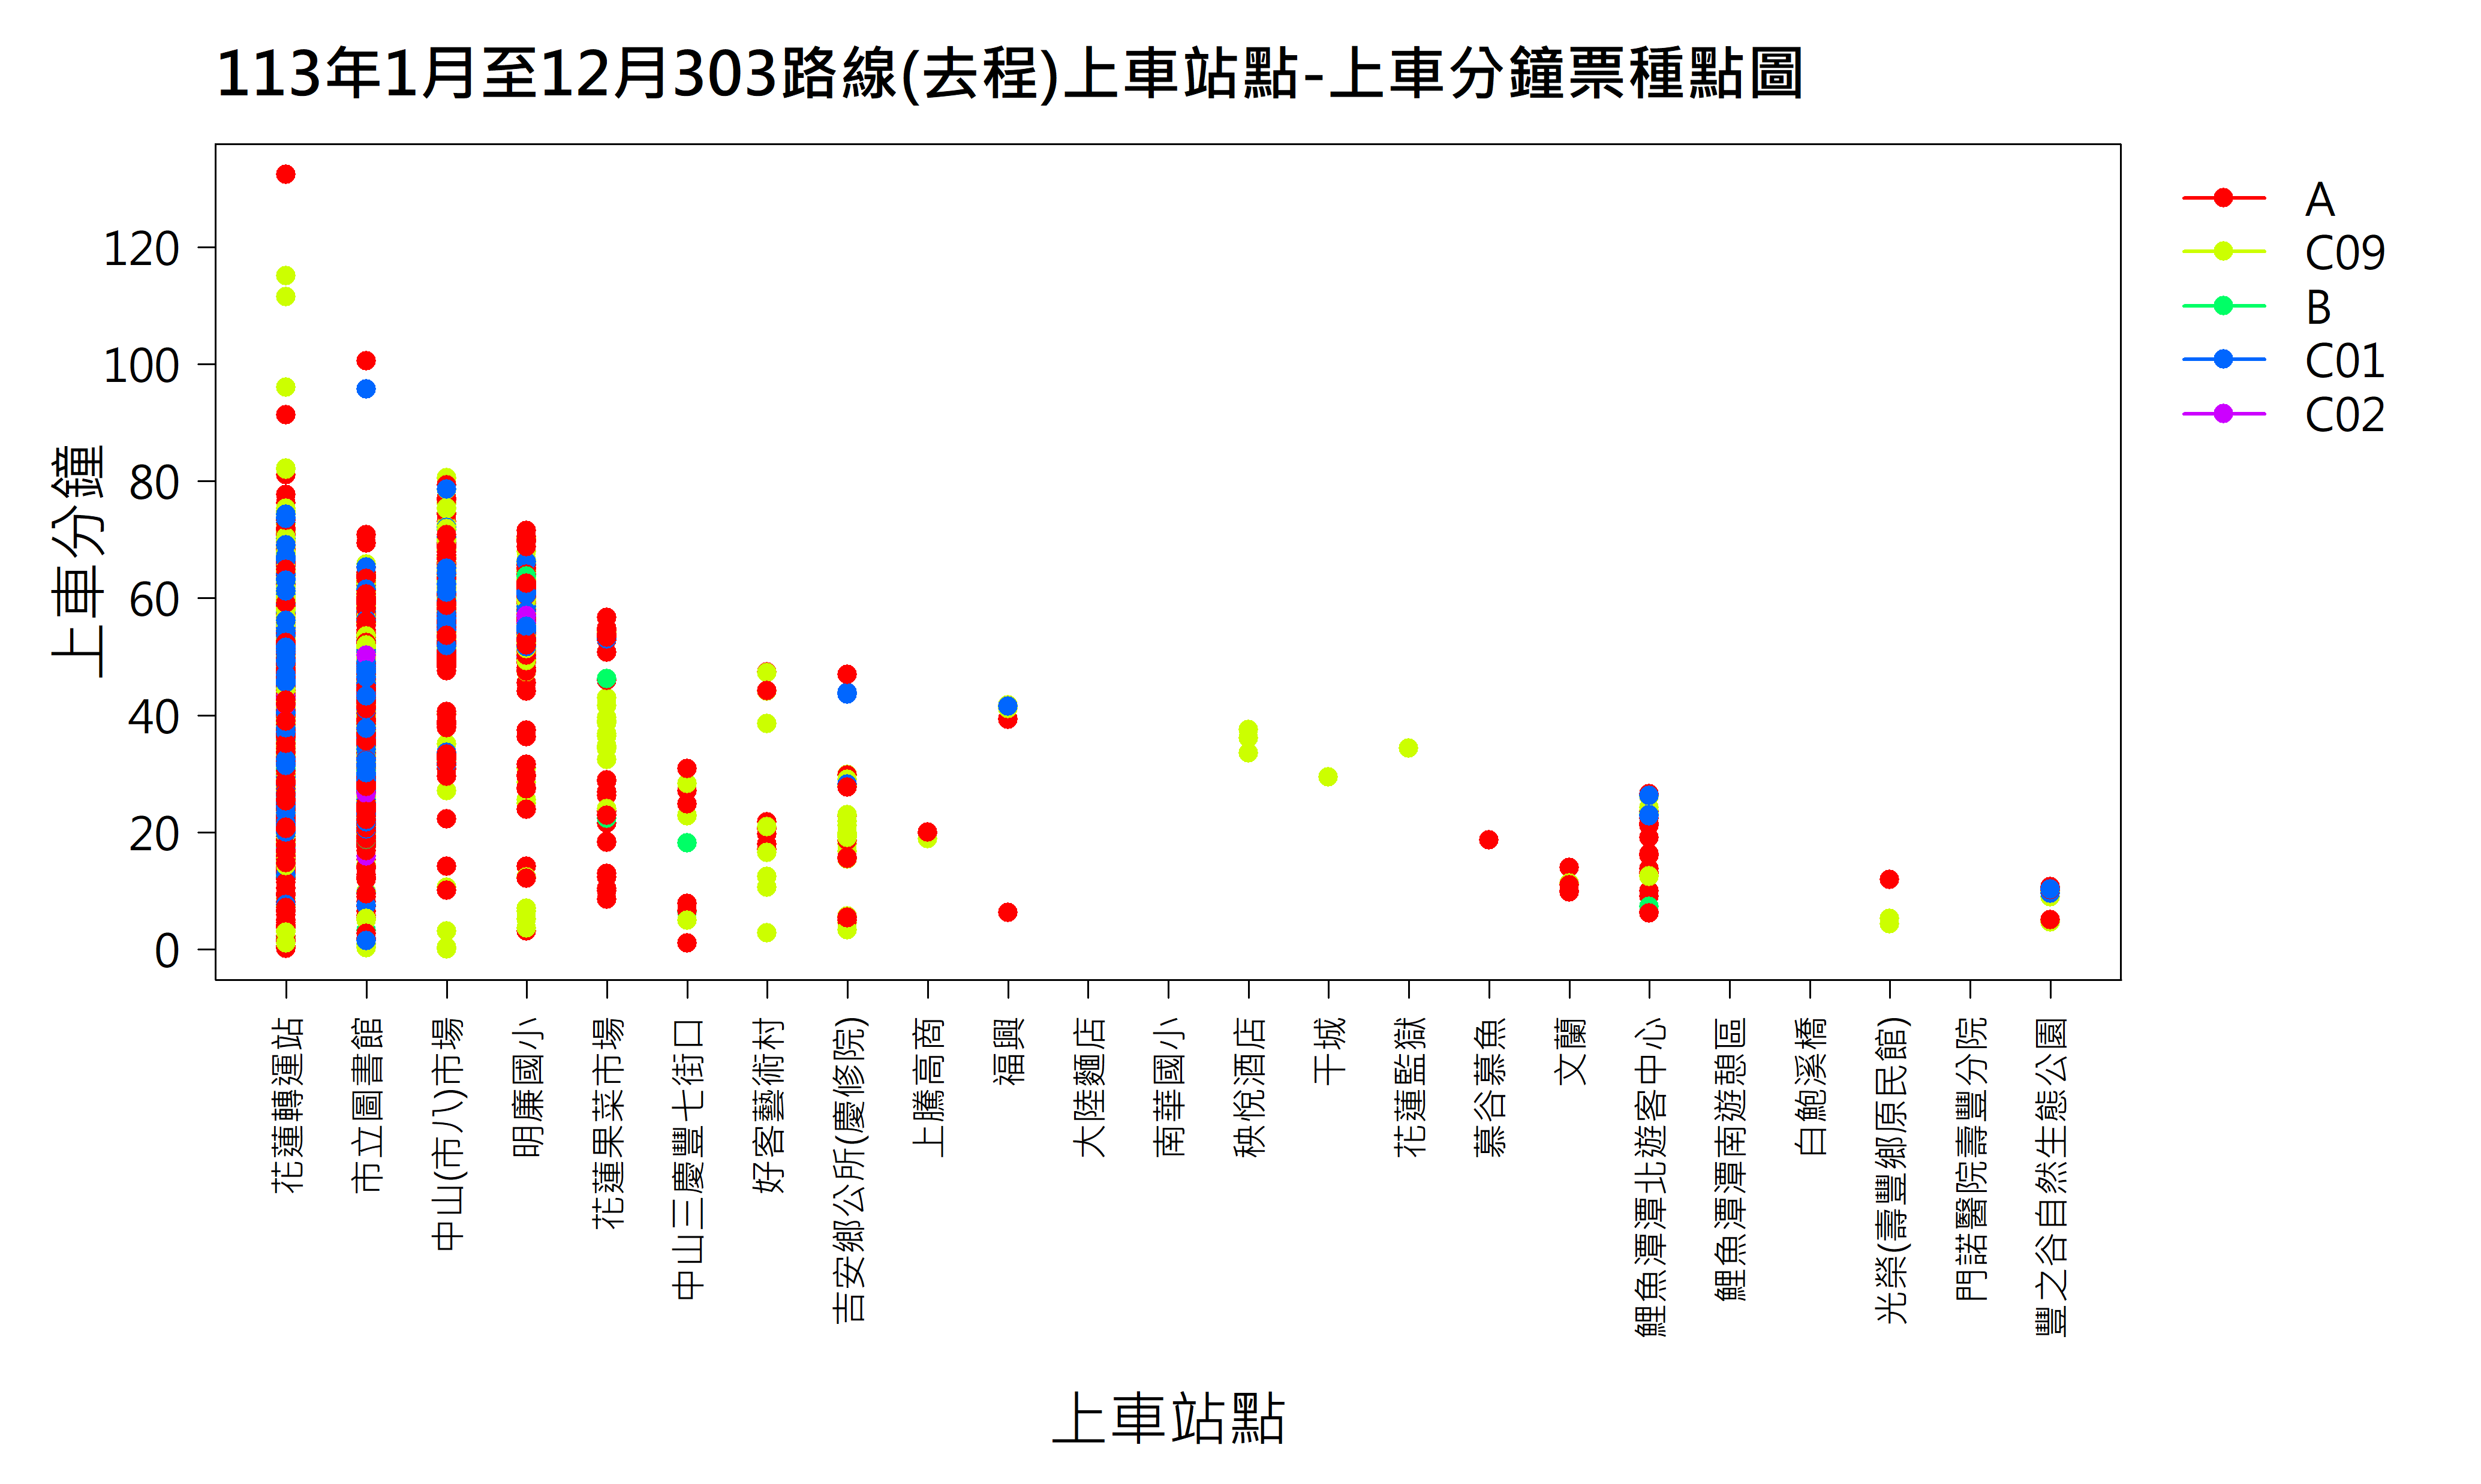 113年1月至12月303路線(去程)上車站點-上車分鐘票種點圖
A
C09
B
C01
C02
上車分鐘
120
100
80
60
40
20
0
花蓮轉運站
市立圖書館
中山(市八)市場
明廉國小
花蓮果菜市場
中山三慶豐七街口
好客藝術村
吉安鄉公所(慶修院)
上騰高商
福興
大陸麵店
南華國小
秧悅酒店
干城
花蓮監獄
慕谷慕魚
文蘭
鯉魚潭潭北遊客中心
鯉魚潭潭南遊憩區
白鮑溪橋
光榮(壽豐鄉原民館)
門諾醫院壽豐分院
豐之谷自然生態公園
上車站點